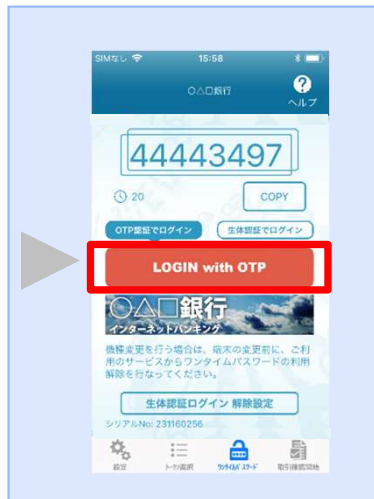 SIMなし 15:58
○△□銀行
?
ヘルプ
44443497
20 COPY
OTP認証でログイン 生体認証でログイン
LOGIN with OTP
○△□銀行
インターネットバンキング
機種変更を行う場合は、端末の変更前に、ご利
用のサービスからワンタイムパスワードの利用
解除を行なってください。
生体認証ログイン 解除設定
シリアルNo: 231160256
設定 トークン選択 ワンタイムパスワード 取引確認開始